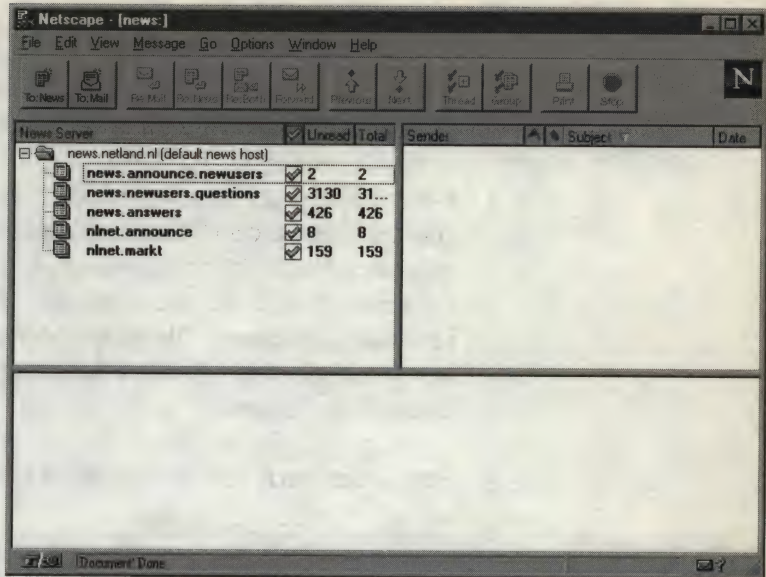 Netscape - [news:]
File Edit View Message Go Options Window Help
To: News To: Mail Re: Mail Re: News Re: Both Forward Previous Next Thread Group Print Stop
N
News Server Unread Total Sender Subject Date
news.netland.nl (default news host)
news.announce.newusers 2 2
news.newusers.questions 3130 31...
news.answers 426 426
nlnet.announce 8 8
nlnet.markt 159 159
Document: Done
?